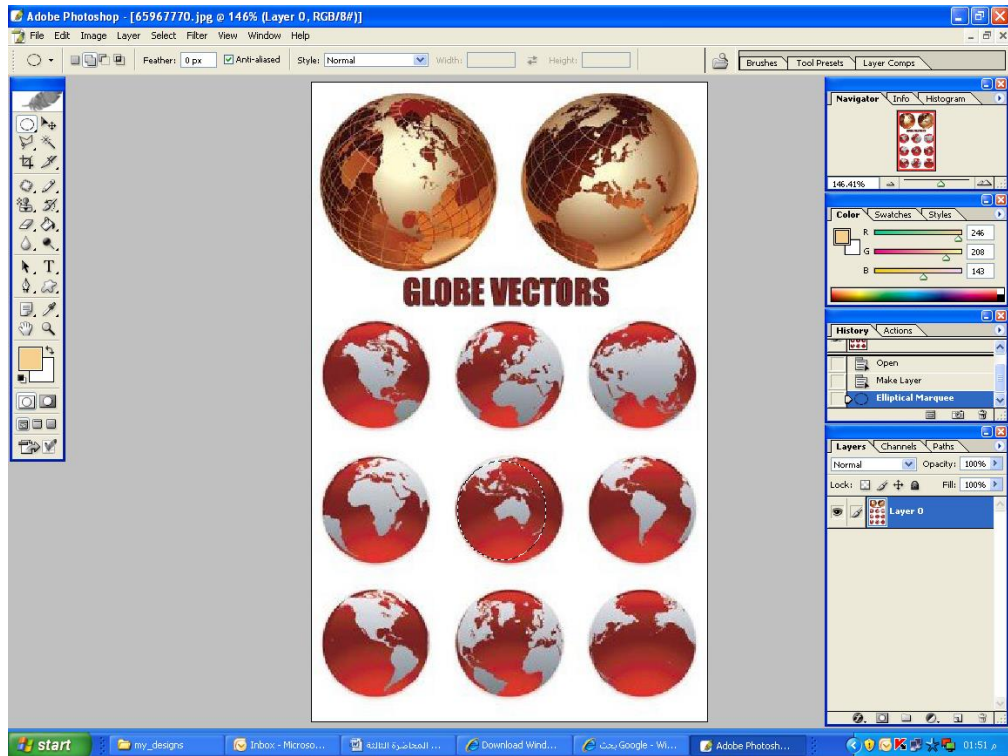 Adobe Photoshop - [65967770.jpg @ 146% (Layer 0, RGB/8#)]
File Edit Image Layer Select Filter View Window Help
Feather: 0 px Anti-aliased Style: Normal Width: Height:
Brushes Tool Presets Layer Comps
Navigator Info Histogram
146.41%
Color Swatches Styles
R 246
G 208
B 143
GLOBE VECTORS
History Actions
Open
Make Layer
Elliptical Marquee
Layers Channels Paths
Normal Opacity: 100%
Lock: Fill: 100%
Layer 0
T
start my_designs Inbox - Microso... المحاضرة الثالثة ... Download Wind... بحث Google - Wi... Adobe Photosh... 01:51 م